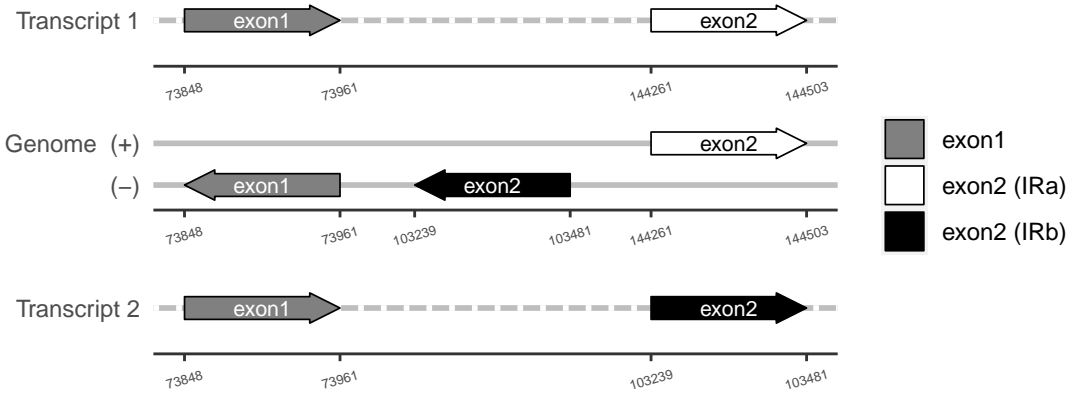 Transcript 1 exon1 exon2
73848 73961 144261 144503
Genome (+) exon2
(−) exon1 exon2
73848 73961 103239 103481 144261 144503
exon1
exon2 (IRa)
exon2 (IRb)
Transcript 2 exon1 exon2
73848 73961 103239 103481